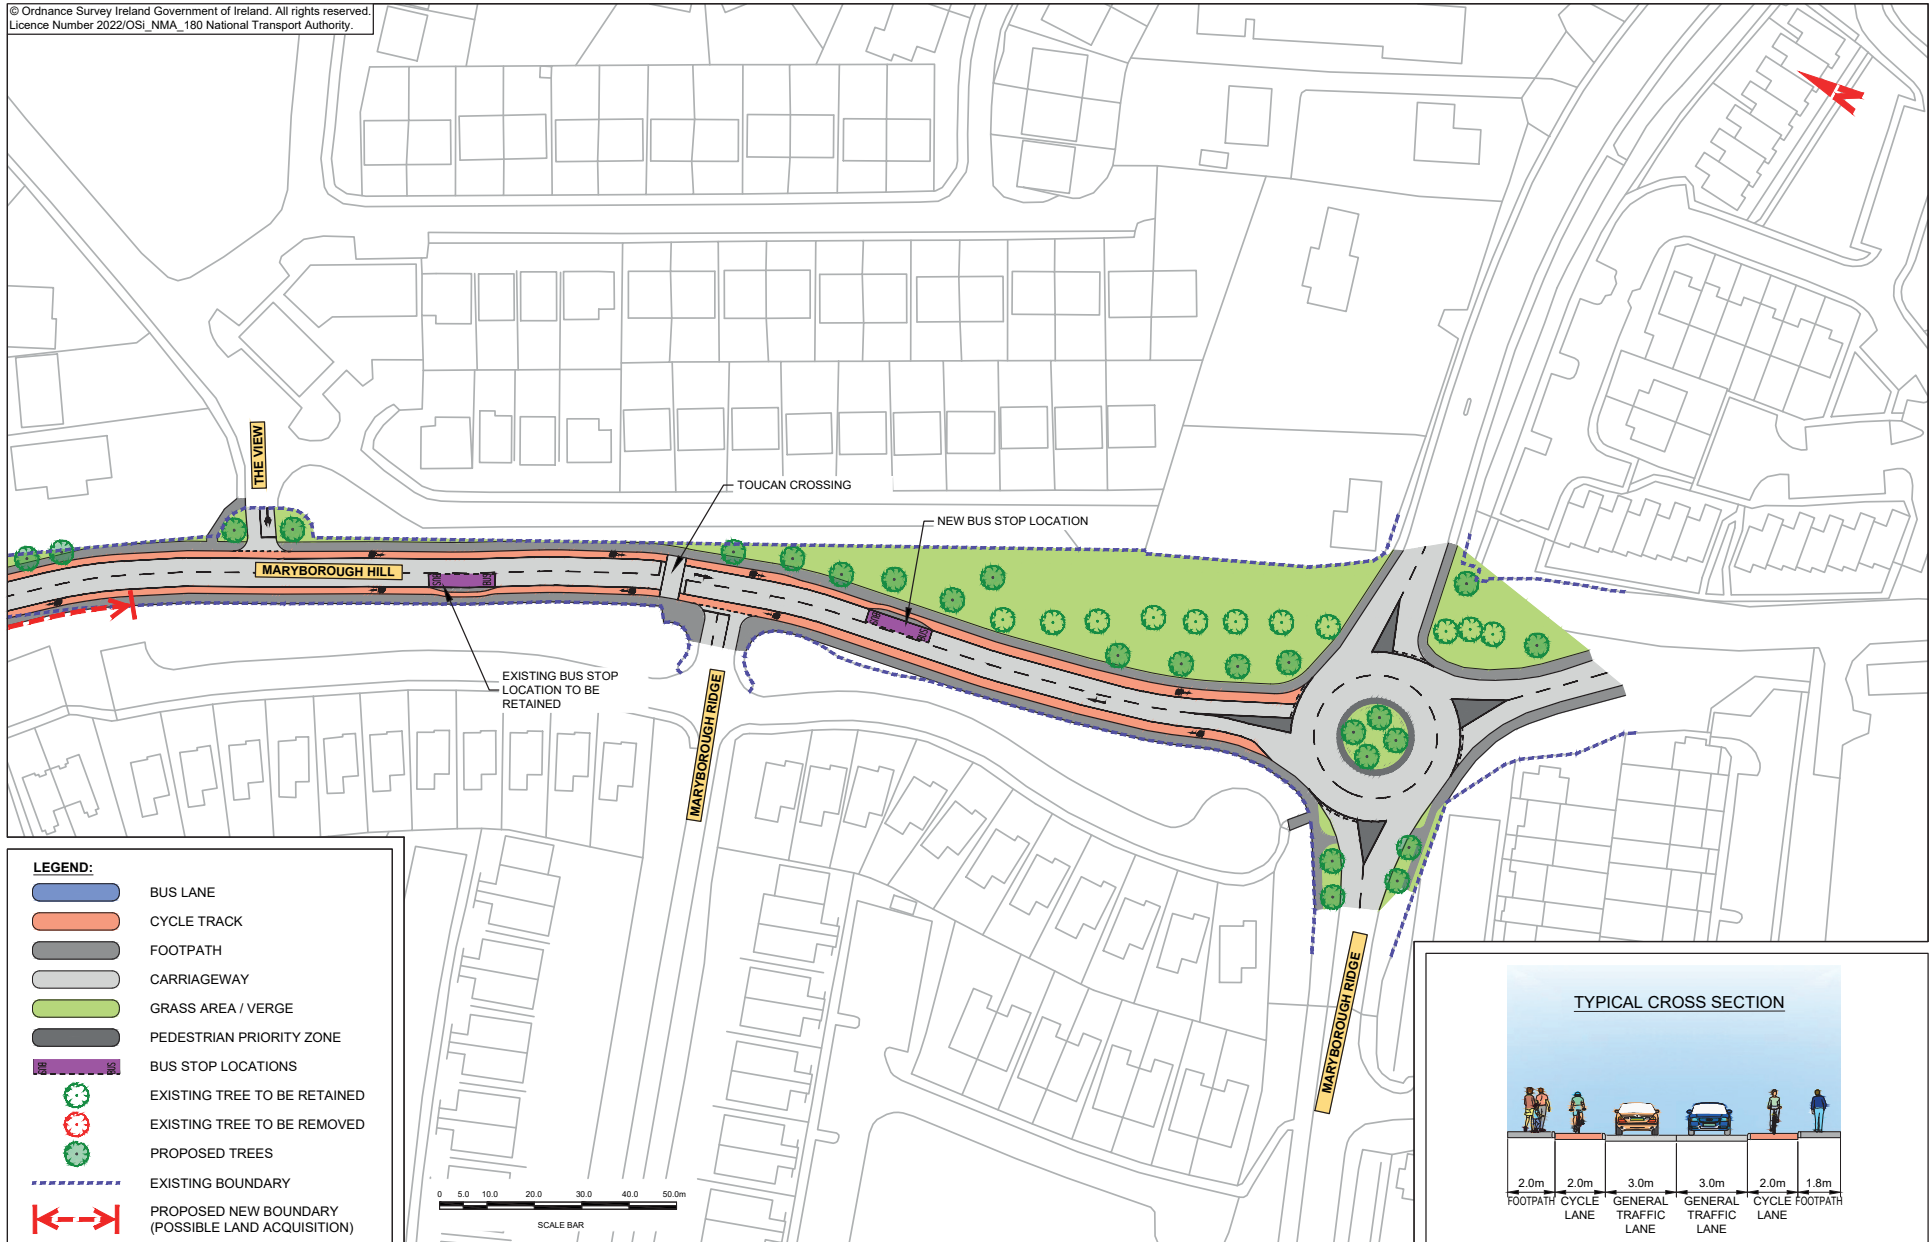 © Ordnance Survey Ireland Government of Ireland. All rights reserved.
Licence Number 2022/OSi_NMA_180 National Transport Authority.
N
THE VIEW
TOUCAN CROSSING
NEW BUS STOP LOCATION
MARYBOROUGH HILL
BUS
BUS
BUS
BUS
EXISTING BUS STOP
LOCATION TO BE
RETAINED
MARYBOROUGH RIDGE
MARYBOROUGH RIDGE
LEGEND:
BUS LANE
CYCLE TRACK
FOOTPATH
CARRIAGEWAY
GRASS AREA / VERGE
PEDESTRIAN PRIORITY ZONE
BUS BUS BUS STOP LOCATIONS
EXISTING TREE TO BE RETAINED
EXISTING TREE TO BE REMOVED
PROPOSED TREES
EXISTING BOUNDARY
PROPOSED NEW BOUNDARY
(POSSIBLE LAND ACQUISITION)
0 5.0 10.0 20.0 30.0 40.0 50.0m
SCALE BAR
TYPICAL CROSS SECTION
2.0m 2.0m 3.0m 3.0m 2.0m 1.8m
FOOTPATH CYCLE GENERAL GENERAL CYCLE FOOTPATH
LANE TRAFFIC TRAFFIC LANE
LANE LANE